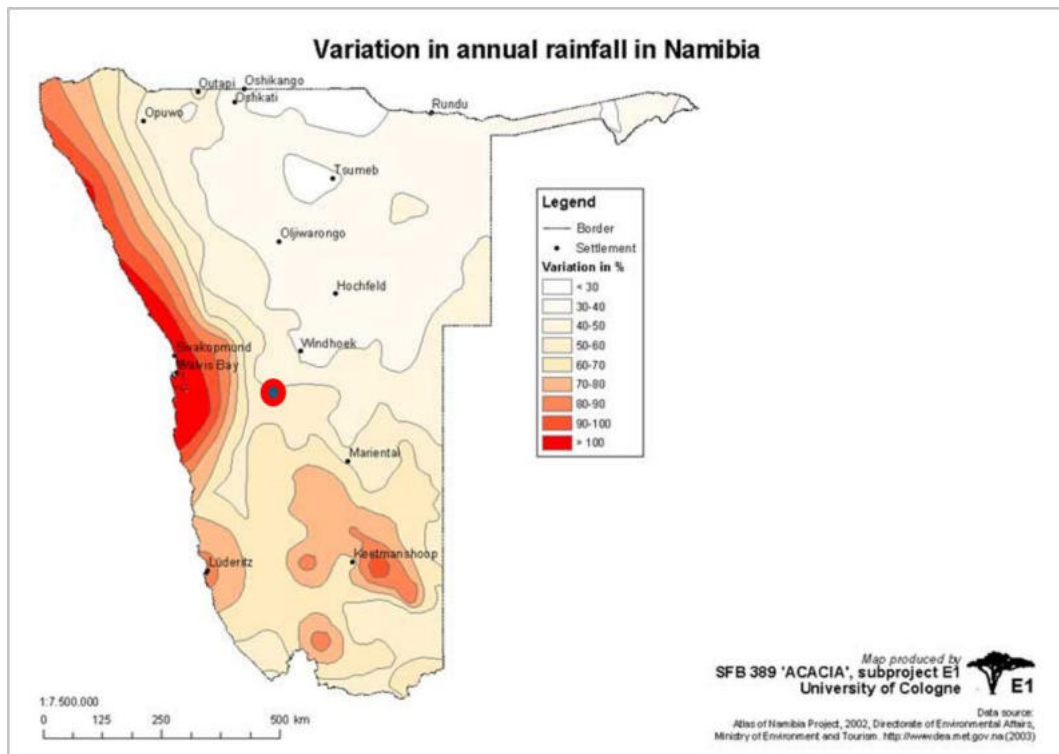 Variation in annual rainfall in Namibia
Outapi
Oshikango
Oshkati
Opuwo
Rundu
Tsumeb
Oljiwarongo
Hochfeld
Windhoek
Swakopmund
Walvis Bay
Mariental
Keetmanshoop
Lüderitz
Legend
Border
Settlement
Variation in %
< 30
30-40
40-50
50-60
60-70
70-80
80-90
90-100
> 100
Map produced by
SFB 389 'ACACIA', subproject E1
University of Cologne
E1
Data source:
Atlas of Namibia Project, 2002, Directorate of Environmental Affairs,
Ministry of Environment and Tourism. http://www.dea.met.gov.na (2003)
1:7.500.000
0 125 250 500 km